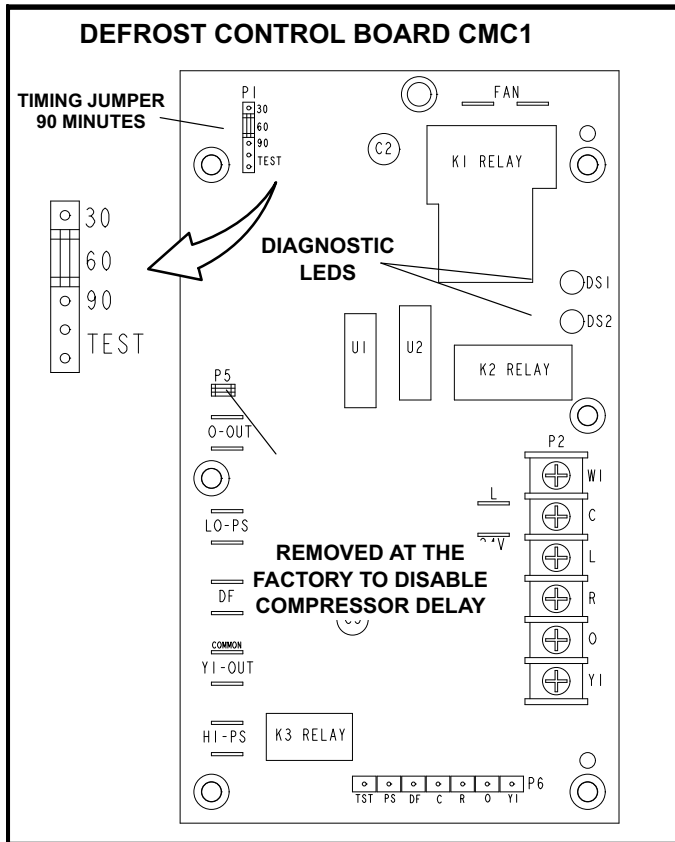 DEFROST CONTROL BOARD CMC1
TIMING JUMPER
90 MINUTES
P1
30
60
90
TEST
FAN
C2
K1 RELAY
30
60
90
TEST
DIAGNOSTIC
LEDS
DS1
DS2
U1
U2
K2 RELAY
P5
O-OUT
P2
W1
C
L
R
O
Y1
L
LO-PS
REMOVED AT THE
FACTORY TO DISABLE
COMPRESSOR DELAY
DF
COMMON
Y1-OUT
HI-PS
K3 RELAY
P6
TST PS DF C R O Y1